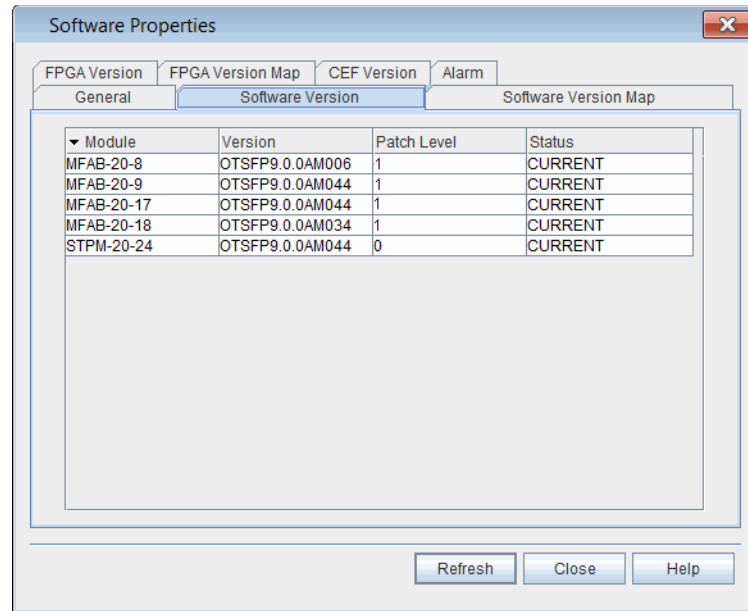 Software Properties
FPGA Version FPGA Version Map CEF Version Alarm
General Software Version Software Version Map
Module Version Patch Level Status
MFAB-20-8 OTSFP9.0.0AM006 1 CURRENT
MFAB-20-9 OTSFP9.0.0AM044 1 CURRENT
MFAB-20-17 OTSFP9.0.0AM044 1 CURRENT
MFAB-20-18 OTSFP9.0.0AM034 1 CURRENT
STPM-20-24 OTSFP9.0.0AM044 0 CURRENT
Refresh Close Help